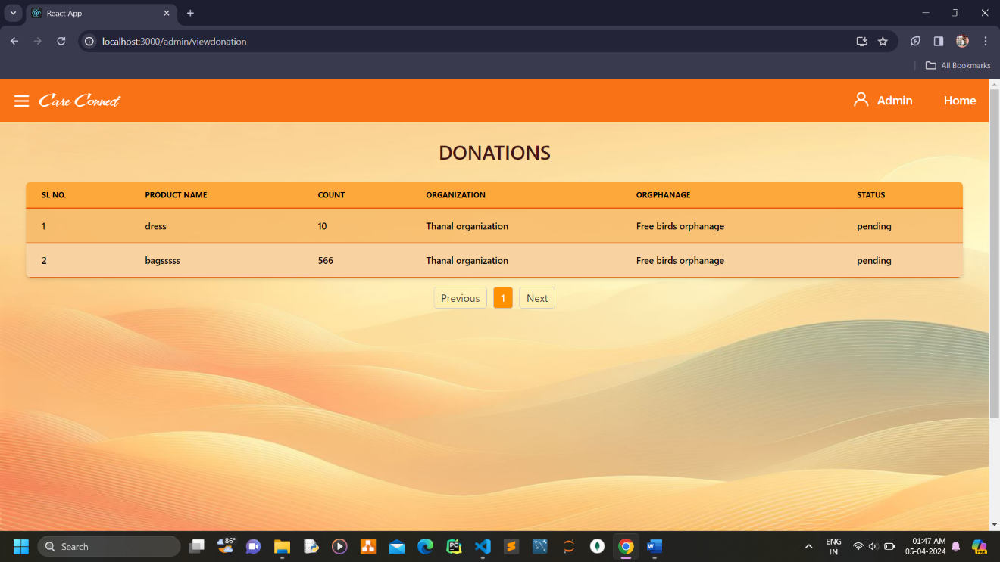 React App
localhost:3000/admin/viewdonation
All Bookmarks
Care Connect Admin Home
DONATIONS
SL NO. PRODUCT NAME COUNT ORGANIZATION ORGPHANAGE STATUS
1 dress 10 Thanal organization Free birds orphanage pending
2 bagsssss 566 Thanal organization Free birds orphanage pending
Previous 1 Next
Search 86° PC ENG 01:47 AM
IN 05-04-2024 PRE